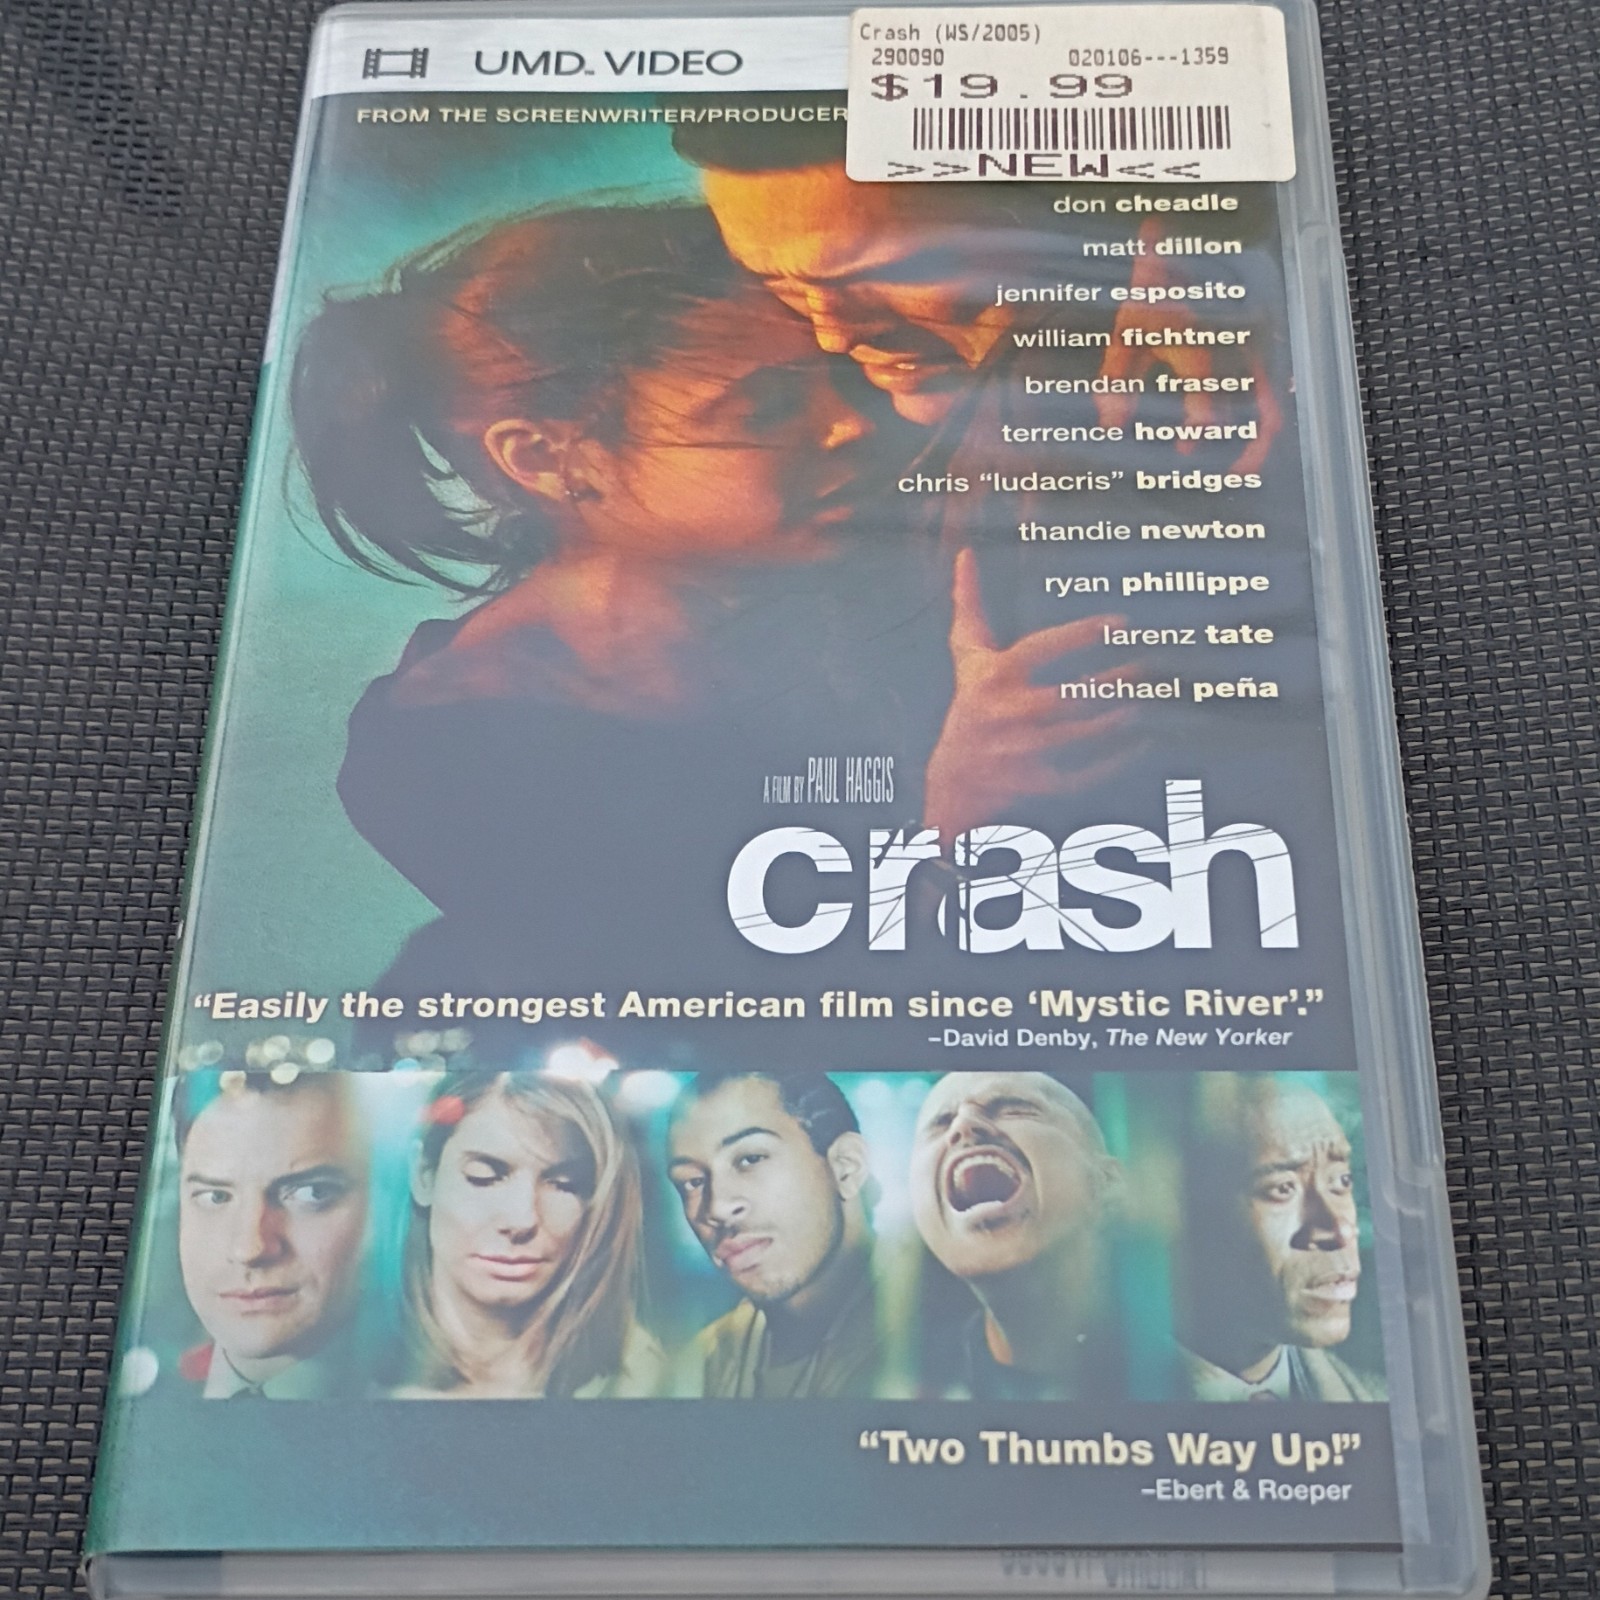 UMD™ VIDEO
Crash (WS/2005)
290090 020106---1359
$19.99
>>NEW<<
FROM THE SCREENWRITER/PRODUCER
don cheadle
matt dillon
jennifer esposito
william fichtner
brendan fraser
terrence howard
chris “ludacris” bridges
thandie newton
ryan phillippe
larenz tate
michael peña
A FILM BY PAUL HAGGIS
crash
“Easily the strongest American film since ‘Mystic River’.”
–David Denby, The New Yorker
“Two Thumbs Way Up!”
–Ebert & Roeper